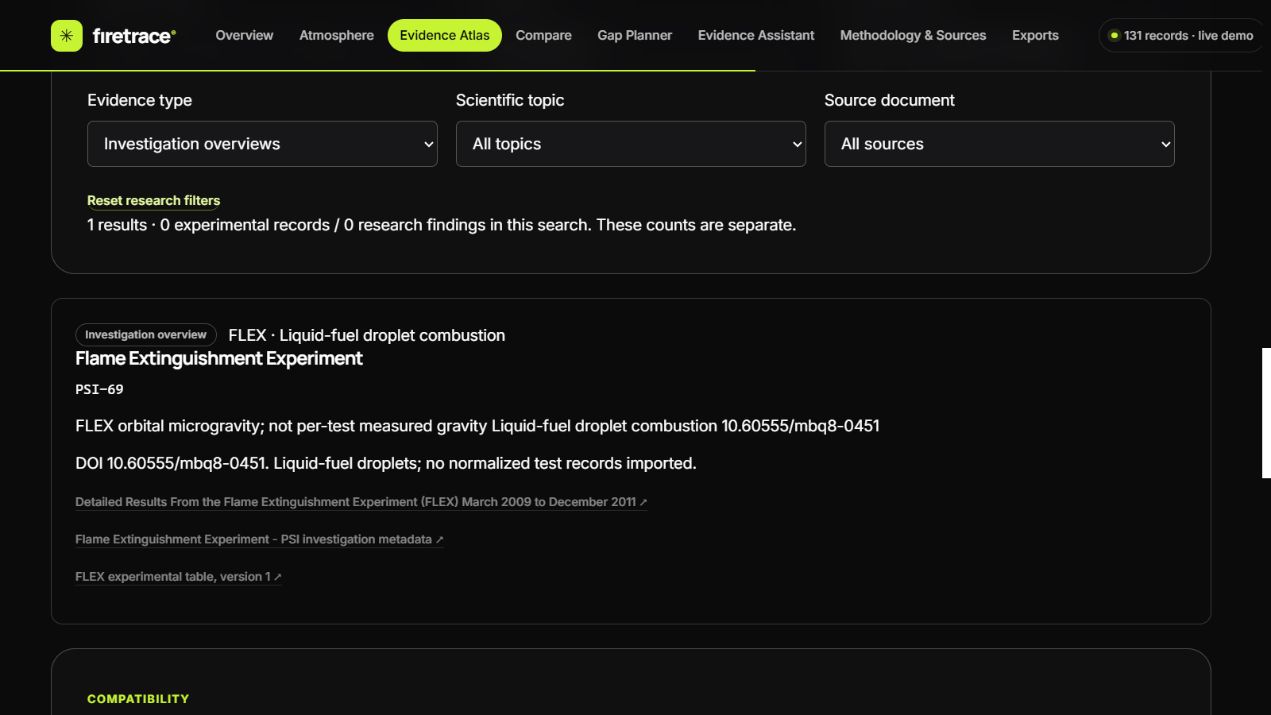 firetrace
Overview
Atmosphere
Evidence Atlas
Compare
Gap Planner
Evidence Assistant
Methodology & Sources
Exports
131 records · live demo
Evidence type
Scientific topic
Source document
Investigation overviews
All topics
All sources
Reset research filters
1 results · 0 experimental records / 0 research findings in this search. These counts are separate.
Investigation overview FLEX · Liquid-fuel droplet combustion
Flame Extinguishment Experiment
PSI-69
FLEX orbital microgravity; not per-test measured gravity Liquid-fuel droplet combustion 10.60555/mbq8-0451
DOI 10.60555/mbq8-0451. Liquid-fuel droplets; no normalized test records imported.
Detailed Results From the Flame Extinguishment Experiment (FLEX) March 2009 to December 2011 ↗
Flame Extinguishment Experiment - PSI investigation metadata ↗
FLEX experimental table, version 1 ↗
COMPATIBILITY